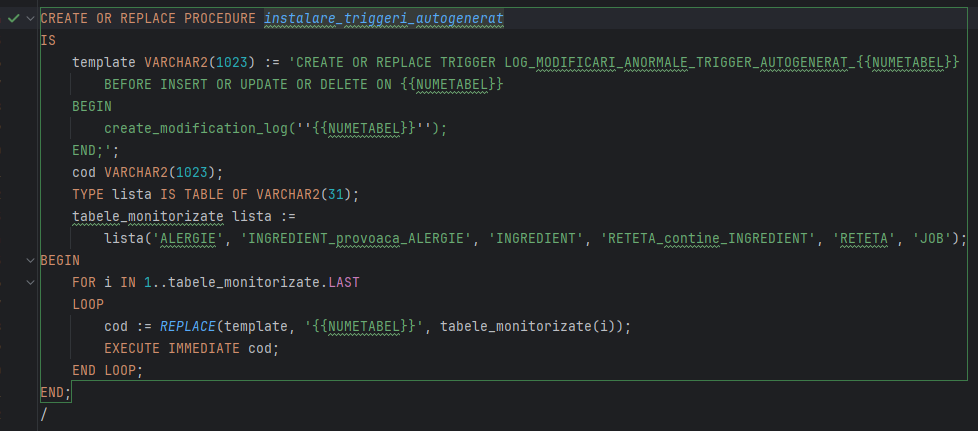 CREATE OR REPLACE PROCEDURE instalare_triggeri_autogenerat
IS
    template VARCHAR2(1023) := 'CREATE OR REPLACE TRIGGER LOG_MODIFICARI_ANORMALE_TRIGGER_AUTOGENERAT_{{NUMETABEL}}
        BEFORE INSERT OR UPDATE OR DELETE ON {{NUMETABEL}}
    BEGIN
        create_modification_log(''{{NUMETABEL}}'');
    END;';
    cod VARCHAR2(1023);
    TYPE lista IS TABLE OF VARCHAR2(31);
    tabele_monitorizate lista :=
        lista('ALERGIE', 'INGREDIENT_provoaca_ALERGIE', 'INGREDIENT', 'RETETA_contine_INGREDIENT', 'RETETA', 'JOB');
BEGIN
    FOR i IN 1..tabele_monitorizate.LAST
    LOOP
        cod := REPLACE(template, '{{NUMETABEL}}', tabele_monitorizate(i));
        EXECUTE IMMEDIATE cod;
    END LOOP;
END;
/